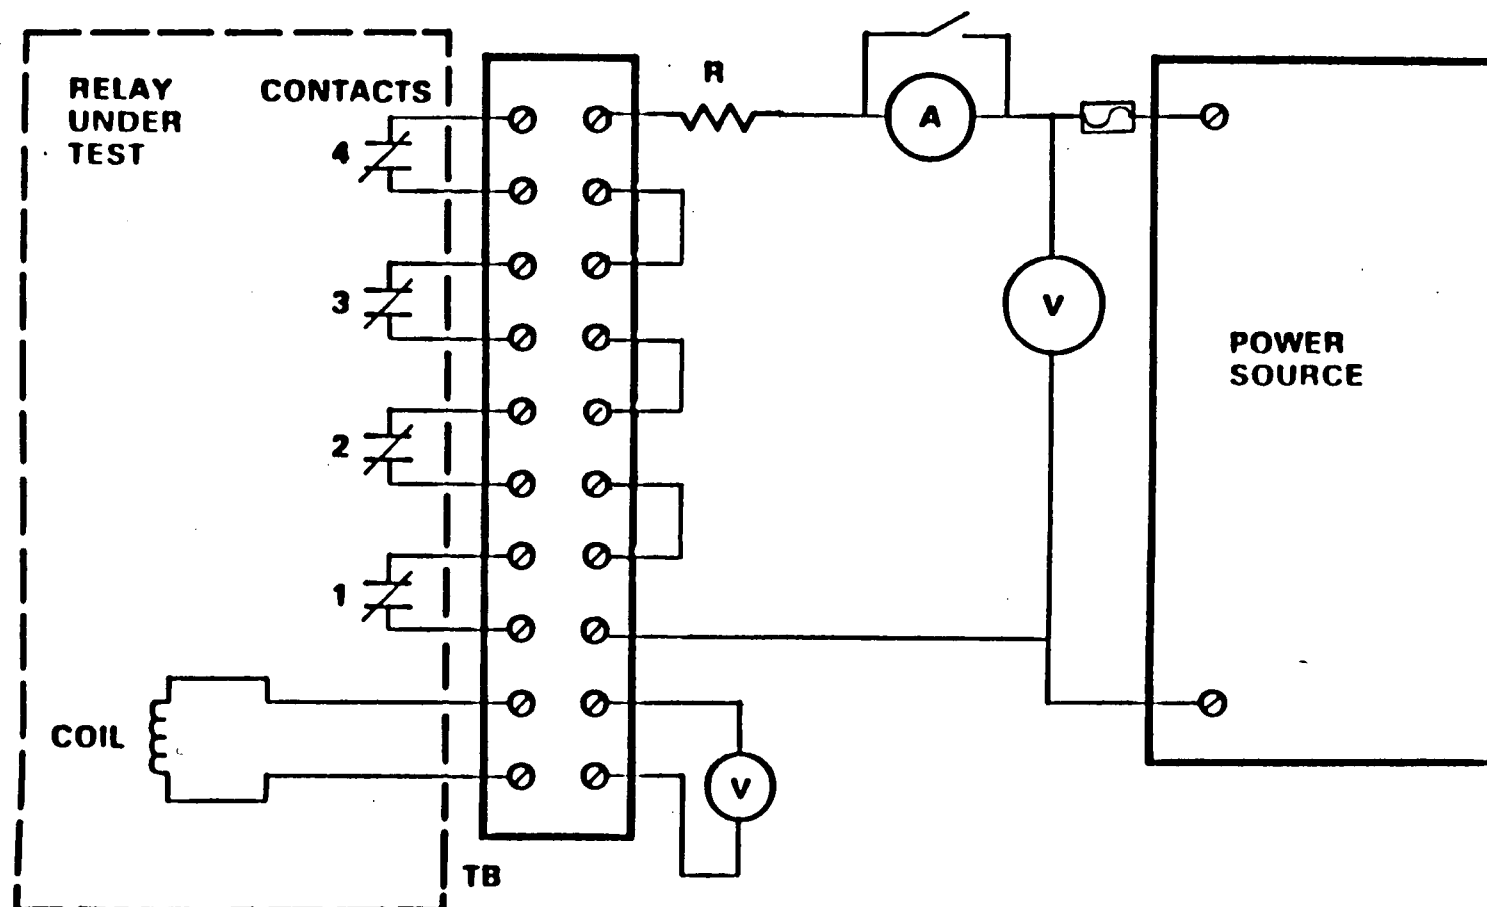 RELAY
UNDER
TEST
CONTACTS
4
3
2
1
COIL
TB
R
A
V
V
POWER
SOURCE